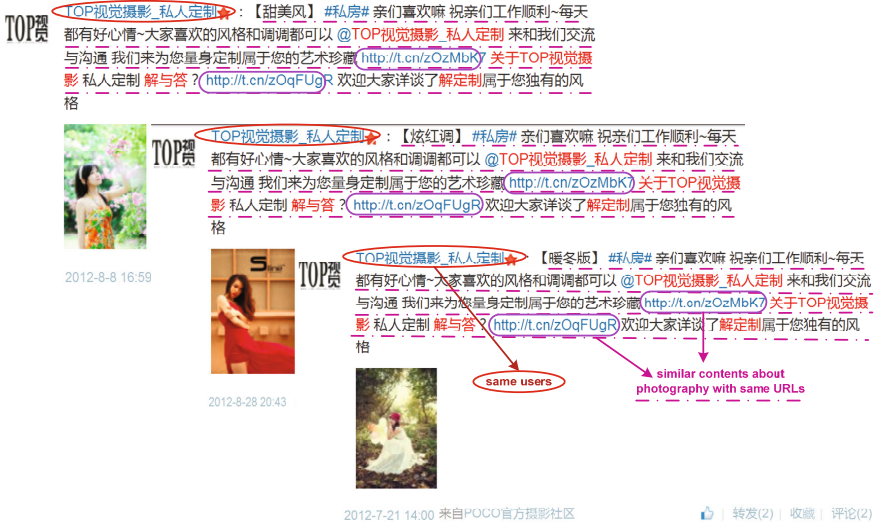 TOP视觉摄影_私人定制 : 【甜美风】 #私房# 亲们喜欢嘛 祝亲们工作顺利~每天
都有好心情~大家喜欢的风格和调调都可以 @TOP视觉摄影_私人定制 来和我们交流
与沟通 我们来为您量身定制属于您的艺术珍藏 http://t.cn/zOzMbK7 关于TOP视觉摄
影 私人定制 解与答 ? http://t.cn/zOqFUgR 欢迎大家详谈了解定制属于您独有的风
格
2012-8-8 16:59
TOP视觉摄影_私人定制 : 【炫红调】 #私房# 亲们喜欢嘛 祝亲们工作顺利~每天
都有好心情~大家喜欢的风格和调调都可以 @TOP视觉摄影_私人定制 来和我们交流
与沟通 我们来为您量身定制属于您的艺术珍藏 http://t.cn/zOzMbK7 关于TOP视觉摄
影 私人定制 解与答 ? http://t.cn/zOqFUgR 欢迎大家详谈了解定制属于您独有的风
格
2012-8-28 20:43
TOP视觉摄影_私人定制 : 【暖冬版】 #私房# 亲们喜欢嘛 祝亲们工作顺利~每天
都有好心情~大家喜欢的风格和调调都可以 @TOP视觉摄影_私人定制 来和我们交流
与沟通 我们来为您量身定制属于您的艺术珍藏 http://t.cn/zOzMbK7 关于TOP视觉摄
影 私人定制 解与答 ? http://t.cn/zOqFUgR 欢迎大家详谈了解定制属于您独有的风
格
same users
similar contents about
photography with same URLs
2012-7-21 14:00 来自POCO官方摄影社区 转发(2) 收藏 评论(2)